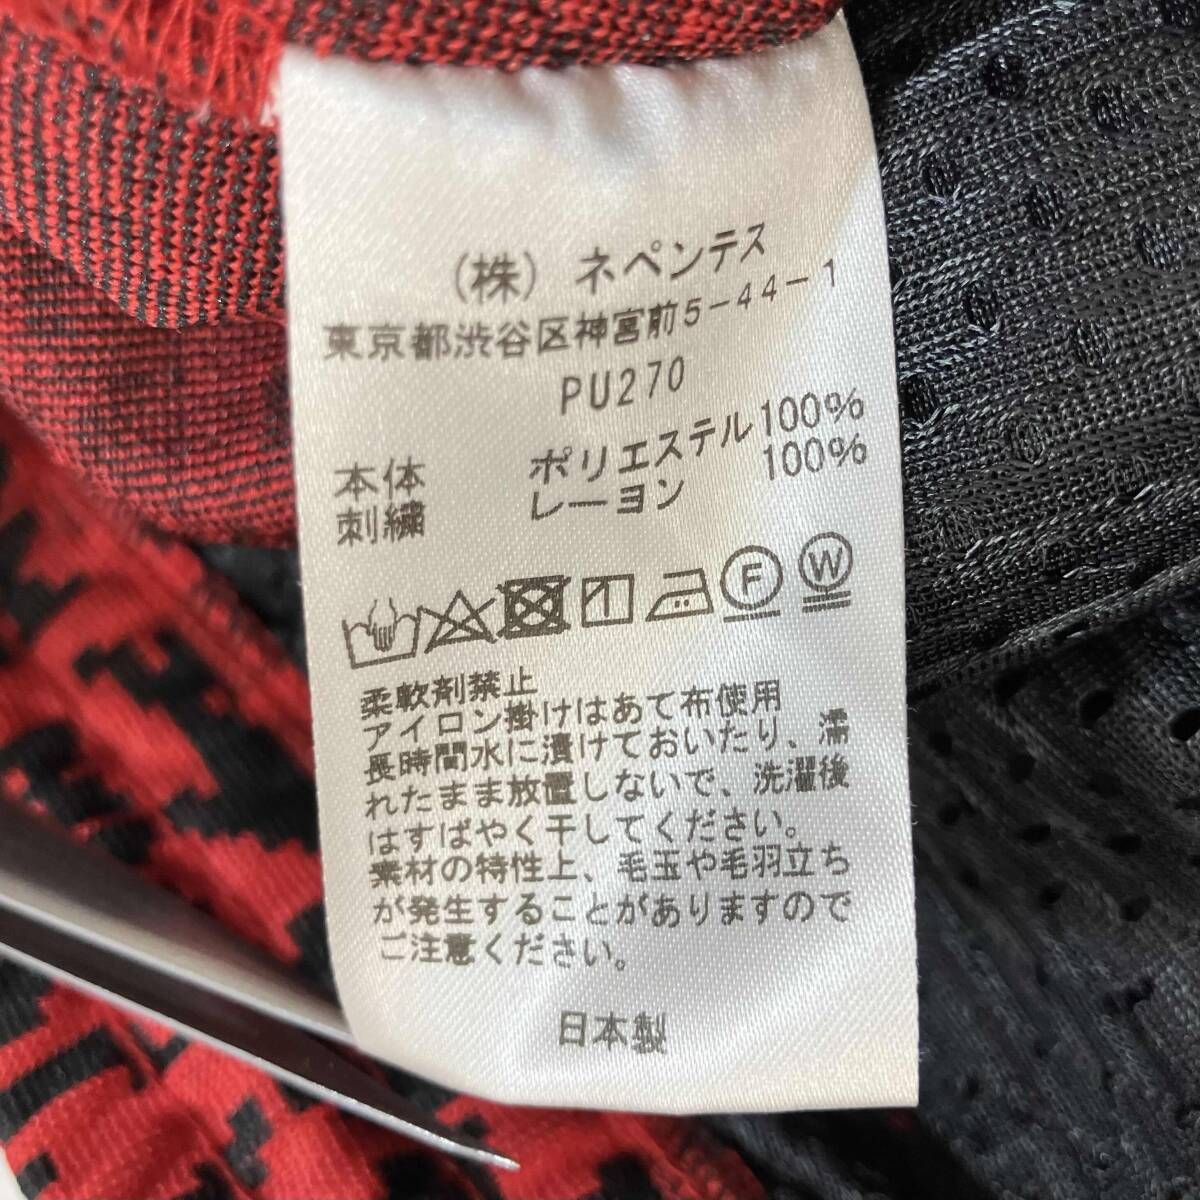 (株) ネペンテス
東京都渋谷区神宮前5-44-1
PU270
本体 ポリエステル100%
刺繍 レーヨン 100%
F W
柔軟剤禁止
アイロン掛けはあて布使用
長時間水に漬けておいたり、濡
れたまま放置しないで、洗濯後
はすばやく干してください。
素材の特性上、毛玉や毛羽立ち
が発生することがありますので
ご注意ください。
日本製